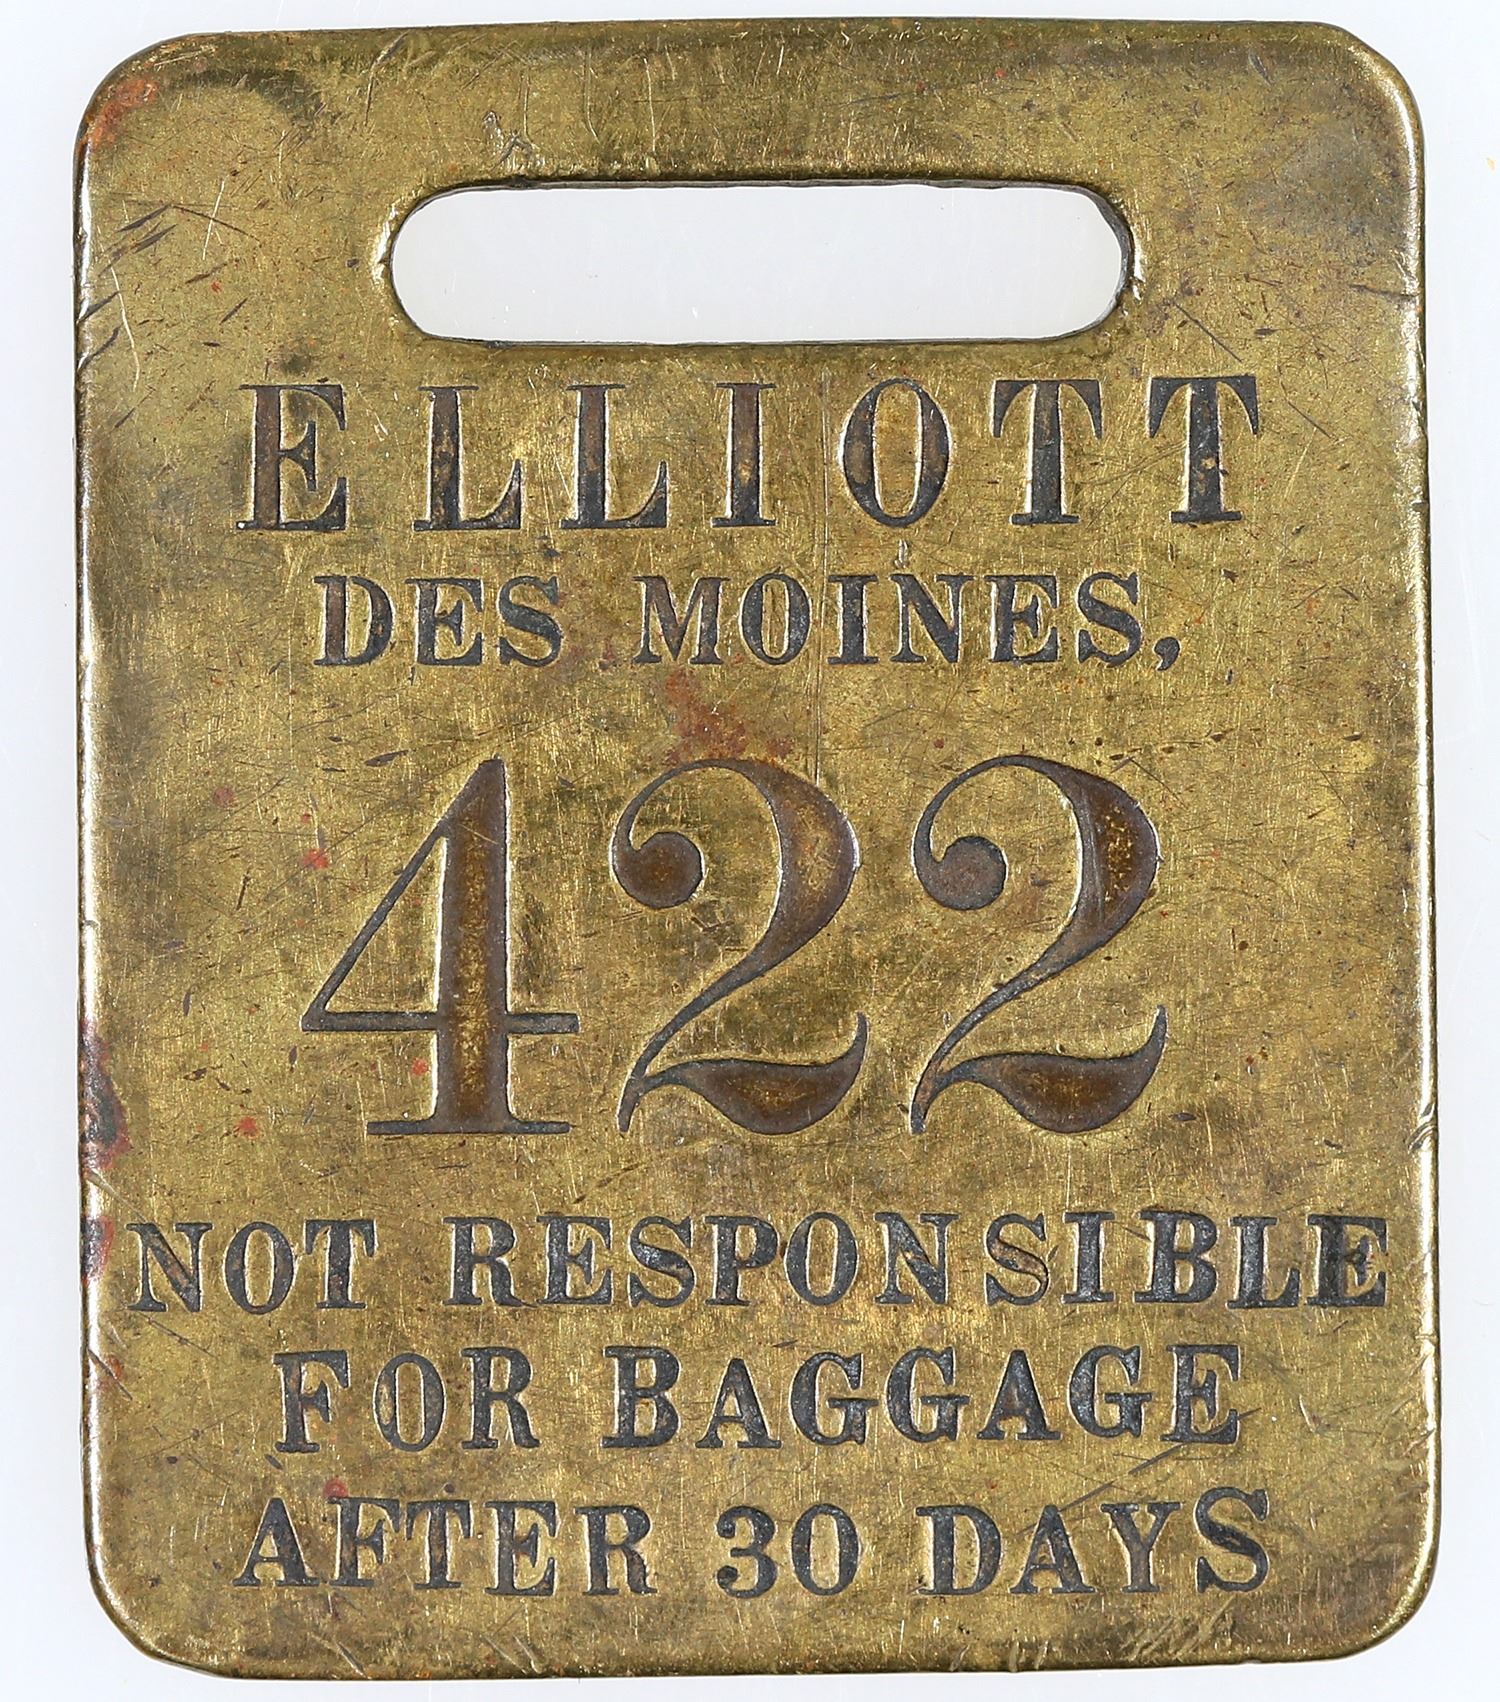 ELLIOTT
DES MOINES,
422
NOT RESPONSIBLE
FOR BAGGAGE
AFTER 30 DAYS